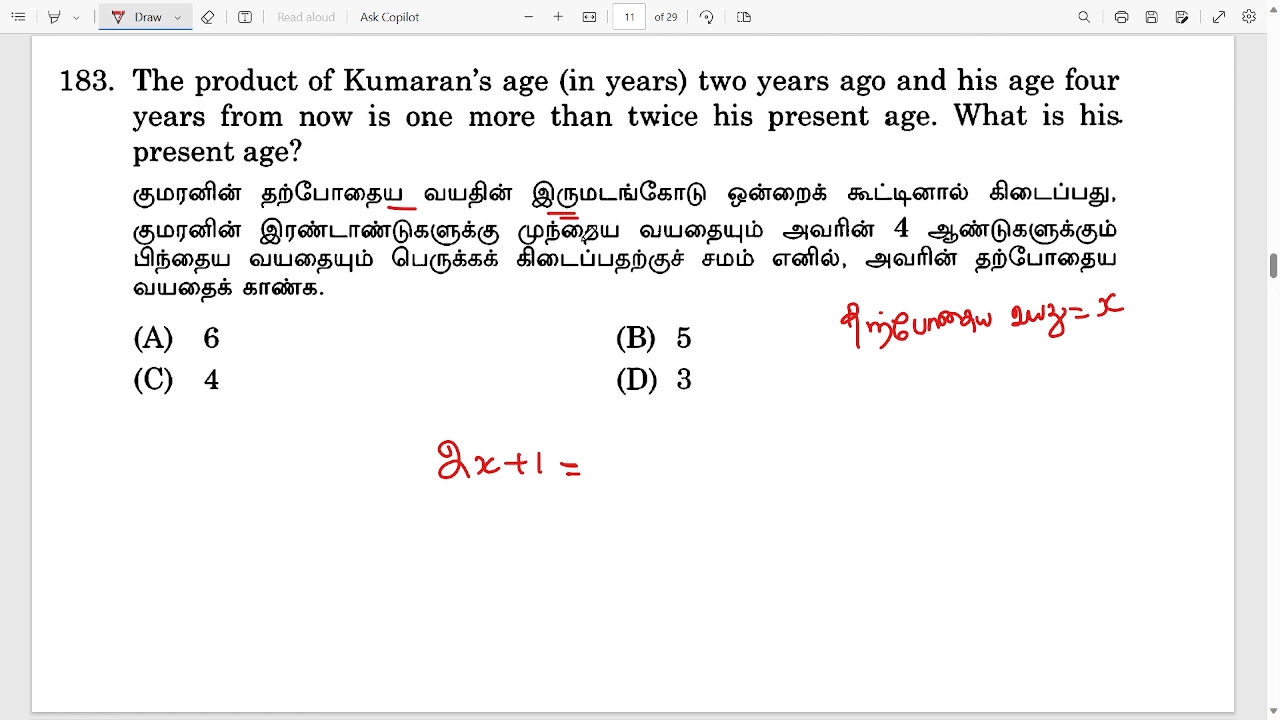 Draw
Read aloud
Ask Copilot
11 of 29
183. The product of Kumaran's age (in years) two years ago and his age four
years from now is one more than twice his present age. What is his
present age?
குமரனின் தற்போதைய வயதின் இருமடங்கோடு ஒன்றைக் கூட்டினால் கிடைப்பது,
குமரனின் இரண்டாண்டுகளுக்கு முந்தைய வயதையும் அவரின் 4 ஆண்டுகளுக்கும்
பிந்தைய வயதையும் பெருக்கக் கிடைப்பதற்குச் சமம் எனில், அவரின் தற்போதைய
வயதைக் காண்க.
தற்போதைய வயது = x
(A) 6 (B) 5
(C) 4 (D) 3
2x+1 =